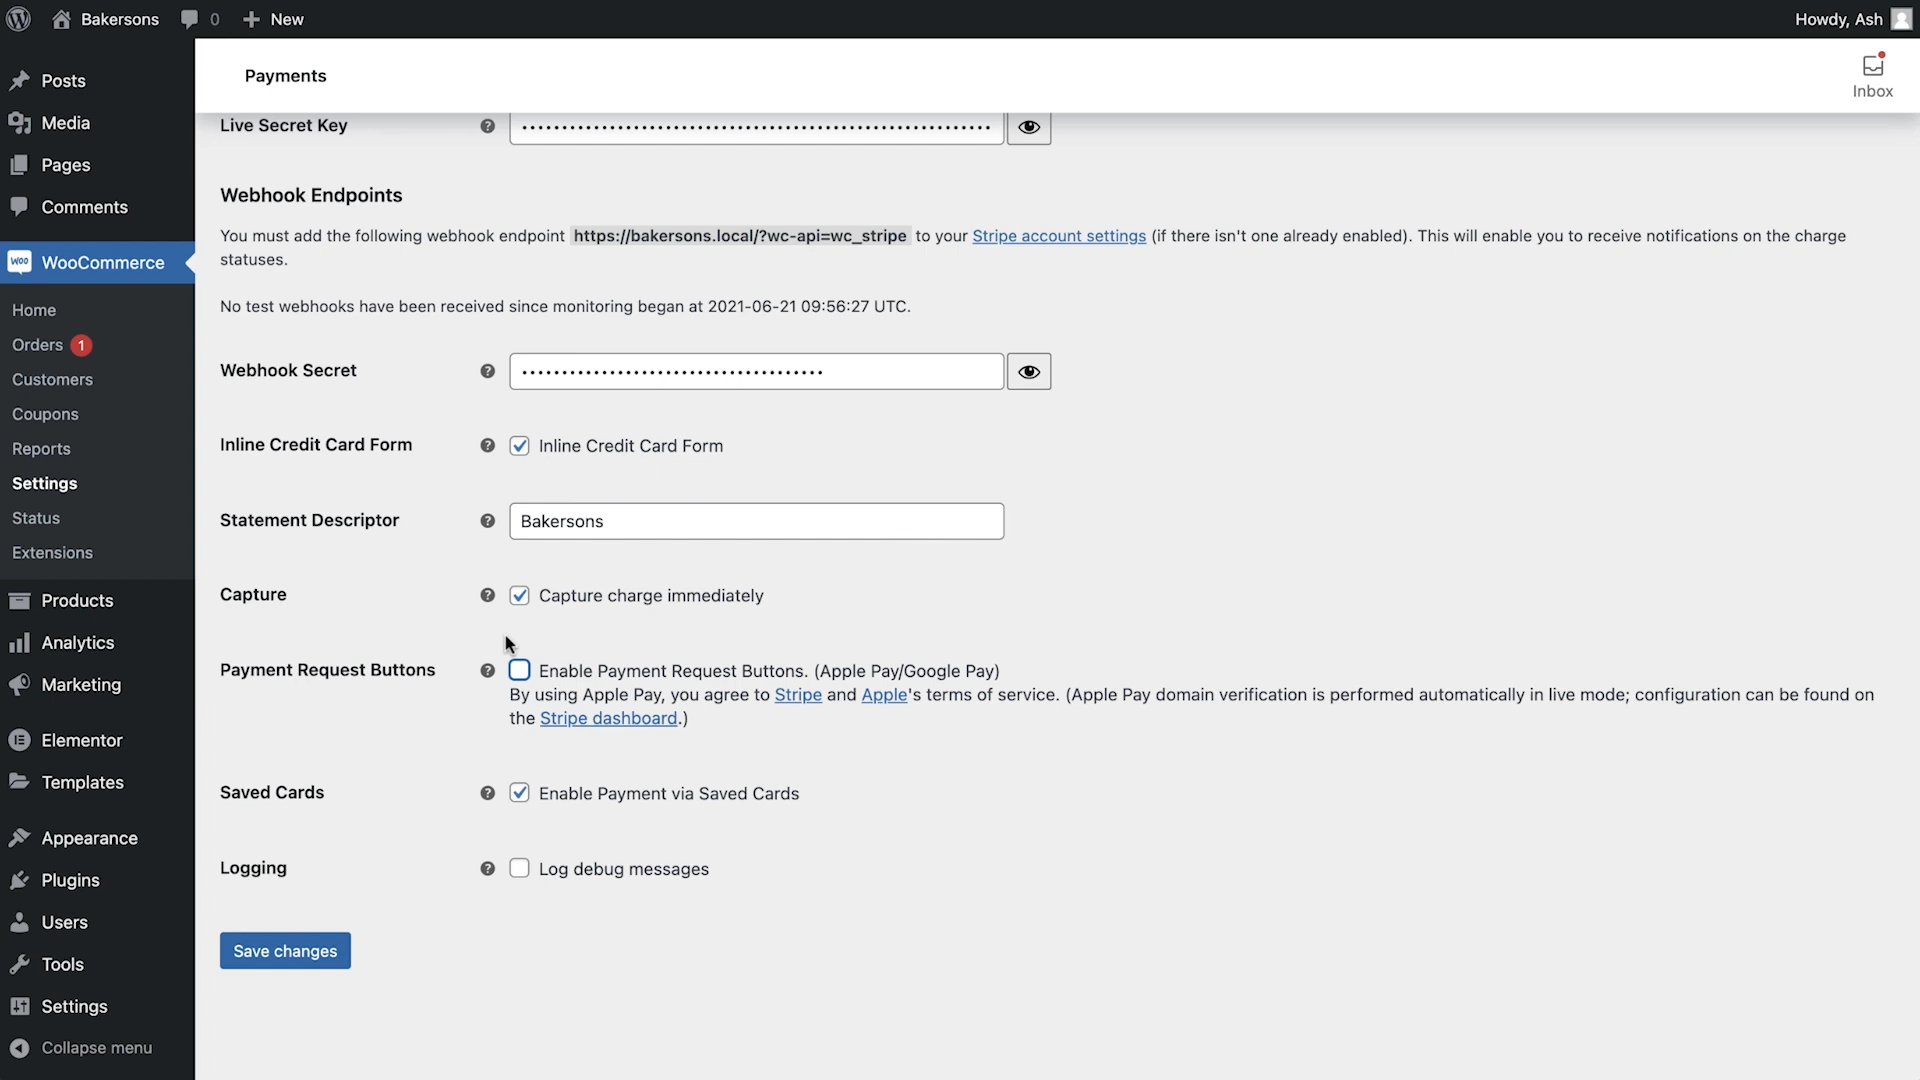 Bakersons 0 New Howdy, Ash
Posts
Media
Pages
Comments
WOO WooCommerce
Home
Orders 1
Customers
Coupons
Reports
Settings
Status
Extensions
Products
Analytics
Marketing
Elementor
Templates
Appearance
Plugins
Users
Tools
Settings
Collapse menu
Payments
Inbox
Live Secret Key
Webhook Endpoints
You must add the following webhook endpoint https://bakersons.local/?wc-api=wc_stripe to your Stripe account settings (if there isn't one already enabled). This will enable you to receive notifications on the charge
statuses.
No test webhooks have been received since monitoring began at 2021-06-21 09:56:27 UTC.
Webhook Secret
Inline Credit Card Form Inline Credit Card Form
Statement Descriptor Bakersons
Capture Capture charge immediately
Payment Request Buttons Enable Payment Request Buttons. (Apple Pay/Google Pay)
By using Apple Pay, you agree to Stripe and Apple's terms of service. (Apple Pay domain verification is performed automatically in live mode; configuration can be found on
the Stripe dashboard.)
Saved Cards Enable Payment via Saved Cards
Logging Log debug messages
Save changes